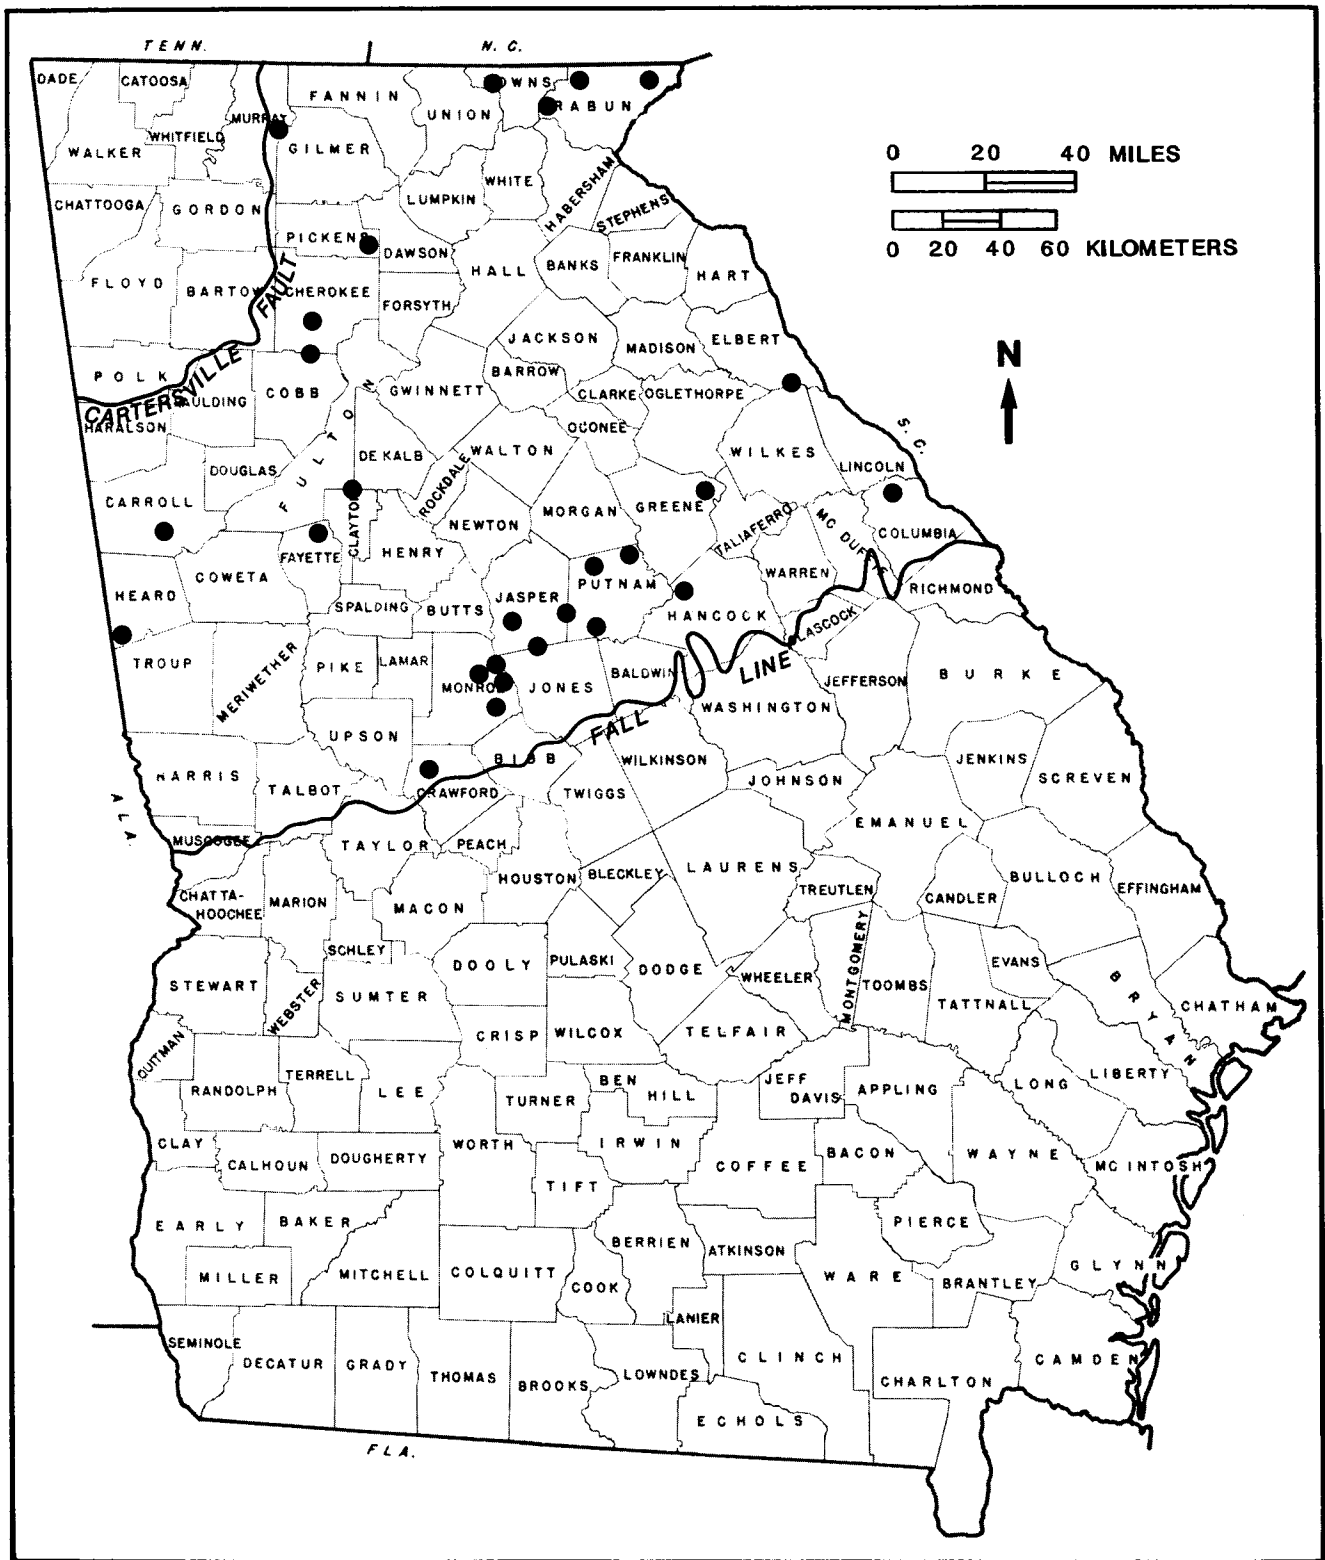 TENN. N. C.
DADE CATOOSA FANNIN OWNS RABUN
WHITFIELD MURRAY UNION
WALKER GILMER
LUMPKIN WHITE HABERSHAM STEPHENS
CHATTOOGA GORDON
PICKENS DAWSON HALL BANKS FRANKLIN HART
FLOYD BARTOW CHEROKEE FORSYTH
JACKSON MADISON ELBERT
POLK COBB GWINNETT BARROW CLARKE OGLETHORPE
CARTERSVILLE FAULT
HARALSON AULDING
OCONEE
DOUGLAS FULTON DE KALB ROCKDALE WALTON WILKES LINCOLN
S. C.
CARROLL CLAYTON NEWTON MORGAN GREENE TALIAFERRO MC DUFF COLUMBIA
FAYETTE HENRY
HEARD COWETA SPALDING BUTTS JASPER PUTNAM HANCOCK WARREN RICHMOND
TROUP MERIWETHER PIKE LAMAR MONRO JONES BALDWIN LASCOCK
JEFFERSON BURKE
FALL LINE
UPSON BIBB WILKINSON WASHINGTON
HARRIS TALBOT CRAWFORD TWIGGS JOHNSON JENKINS SCREVEN
ALA.
MUSCOGEE TAYLOR PEACH EMANUEL
CHATTA-
HOOCHEE MARION MACON HOUSTON BLECKLEY LAURENS TREUTLEN CANDLER BULLOCH EFFINGHAM
SCHLEY DOOLY PULASKI DODGE WHEELER MONTGOMERY TOOMBS EVANS
STEWART WEBSTER SUMTER TATTNALL BRYAN CHATHAM
CRISP WILCOX TELFAIR
QUITMAN RANDOLPH TERRELL LEE TURNER BEN
HILL JEFF
DAVIS APPLING LONG LIBERTY
CLAY CALHOUN DOUGHERTY WORTH IRWIN COFFEE BACON WAYNE MC INTOSH
TIFT
EARLY BAKER BERRIEN ATKINSON PIERCE
MILLER MITCHELL COLQUITT COOK WARE BRANTLEY GLYNN
SEMINOLE LANIER
DECATUR GRADY THOMAS BROOKS LOWNDES CLINCH CHARLTON CAMDEN
ECHOLS
FLA.
0 20 40 MILES
0 20 40 60 KILOMETERS
N